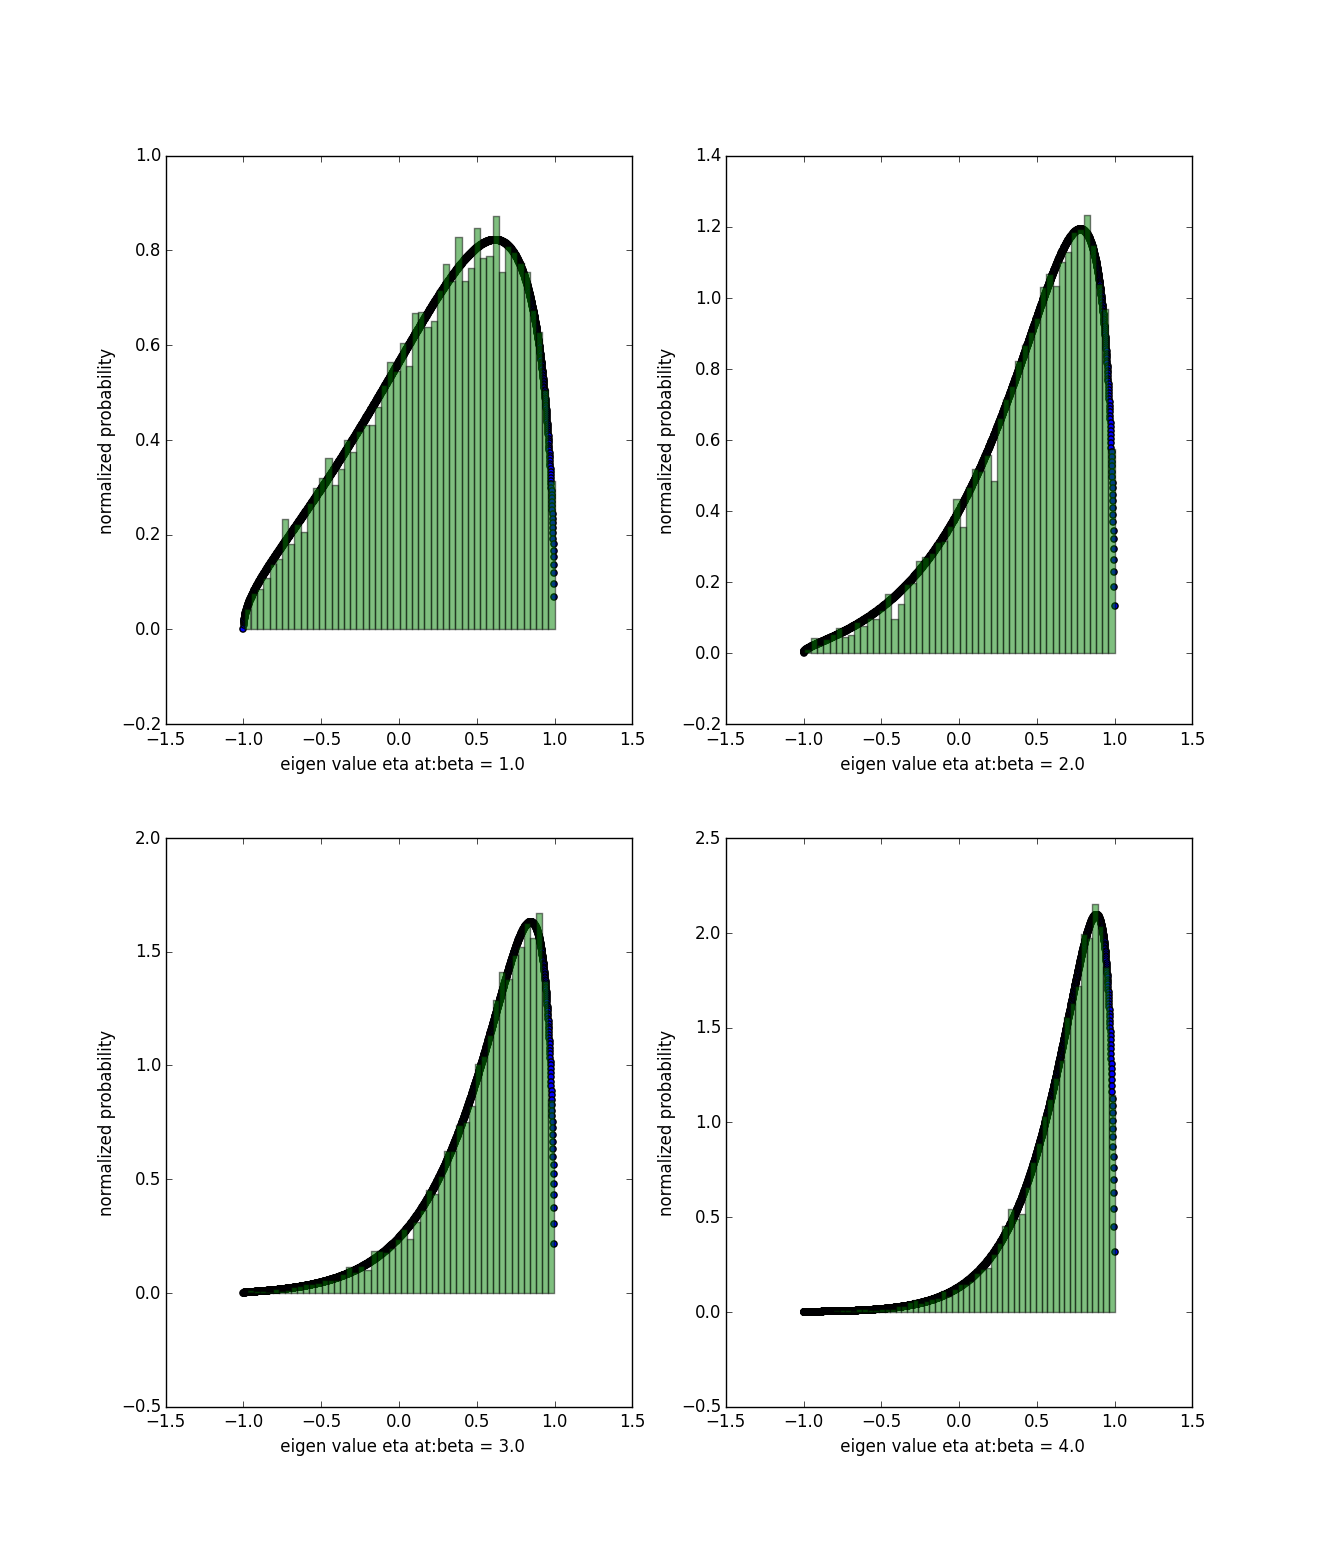 1.0
0.8
0.6
0.4
0.2
0.0
−0.2
normalized probability
−1.5 −1.0 −0.5 0.0 0.5 1.0 1.5
eigen value eta at:beta = 1.0
1.4
1.2
1.0
0.8
0.6
0.4
0.2
0.0
−0.2
normalized probability
−1.5 −1.0 −0.5 0.0 0.5 1.0 1.5
eigen value eta at:beta = 2.0
2.0
1.5
1.0
0.5
0.0
−0.5
normalized probability
−1.5 −1.0 −0.5 0.0 0.5 1.0 1.5
eigen value eta at:beta = 3.0
2.5
2.0
1.5
1.0
0.5
0.0
−0.5
normalized probability
−1.5 −1.0 −0.5 0.0 0.5 1.0 1.5
eigen value eta at:beta = 4.0